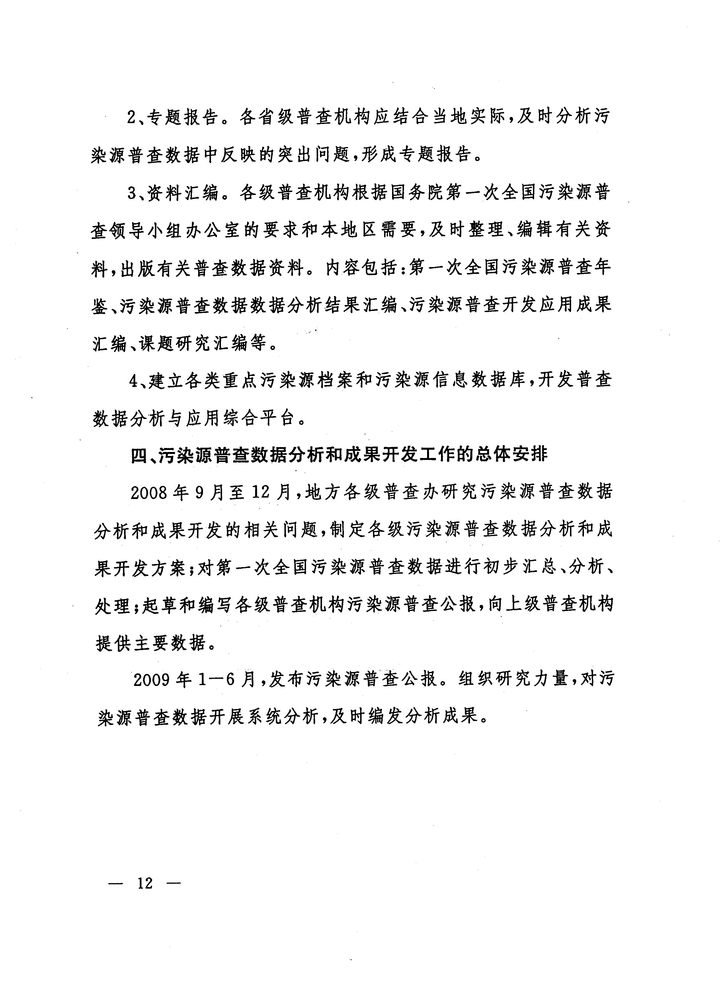 2、专题报告。各省级普查机构应结合当地实际,及时分析污
染源普查数据中反映的突出问题,形成专题报告。
3、资料汇编。各级普查机构根据国务院第一次全国污染源普
查领导小组办公室的要求和本地区需要,及时整理、编辑有关资
料,出版有关普查数据资料。内容包括:第一次全国污染源普查年
鉴、污染源普查数据数据分析结果汇编、污染源普查开发应用成果
汇编、课题研究汇编等。
4、建立各类重点污染源档案和污染源信息数据库,开发普查
数据分析与应用综合平台。
四、污染源普查数据分析和成果开发工作的总体安排
2008年9月至12月,地方各级普查办研究污染源普查数据
分析和成果开发的相关问题,制定各级污染源普查数据分析和成
果开发方案;对第一次全国污染源普查数据进行初步汇总、分析、
处理;起草和编写各级普查机构污染源普查公报,向上级普查机构
提供主要数据。
2009年1—6月,发布污染源普查公报。组织研究力量,对污
染源普查数据开展系统分析,及时编发分析成果。
— 12 —